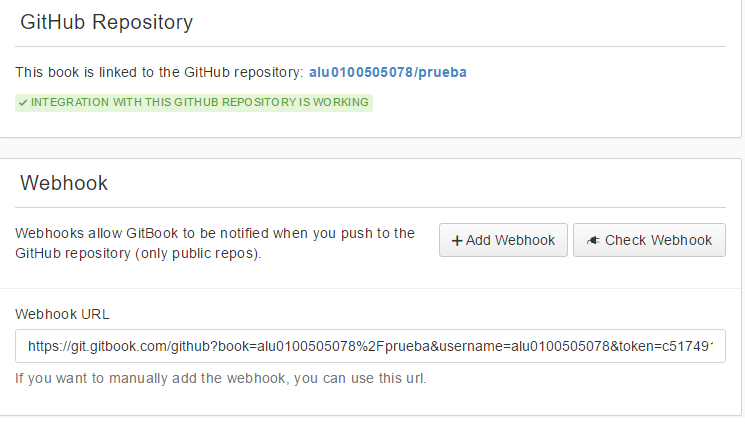 GitHub Repository
This book is linked to the GitHub repository: alu0100505078/prueba
INTEGRATION WITH THIS GITHUB REPOSITORY IS WORKING
Webhook
Webhooks allow GitBook to be notified when you push to the
GitHub repository (only public repos).
Add Webhook
Check Webhook
Webhook URL
https://git.gitbook.com/github?book=alu0100505078%2Fprueba&username=alu0100505078&token=c517491
If you want to manually add the webhook, you can use this url.